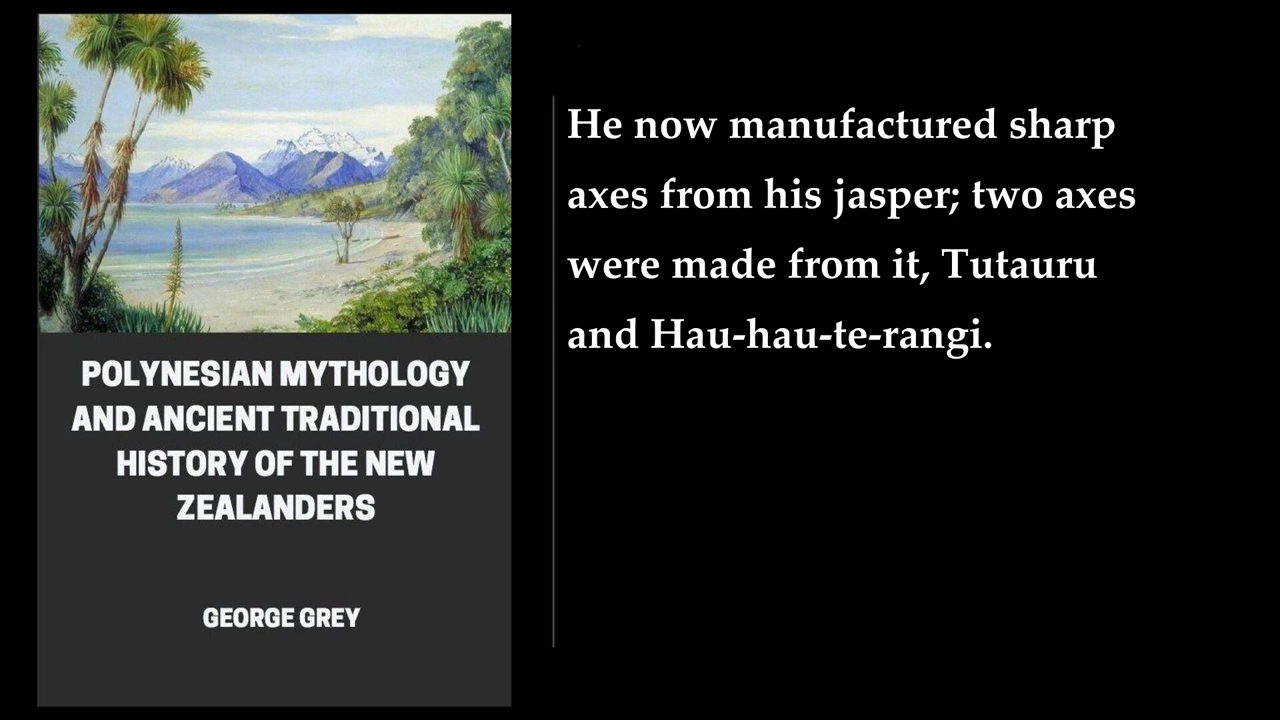 POLYNESIAN MYTHOLOGY
AND ANCIENT TRADITIONAL
HISTORY OF THE NEW
ZEALANDERS
GEORGE GREY
He now manufactured sharp
axes from his jasper; two axes
were made from it, Tutauru
and Hau-hau-te-rangi.